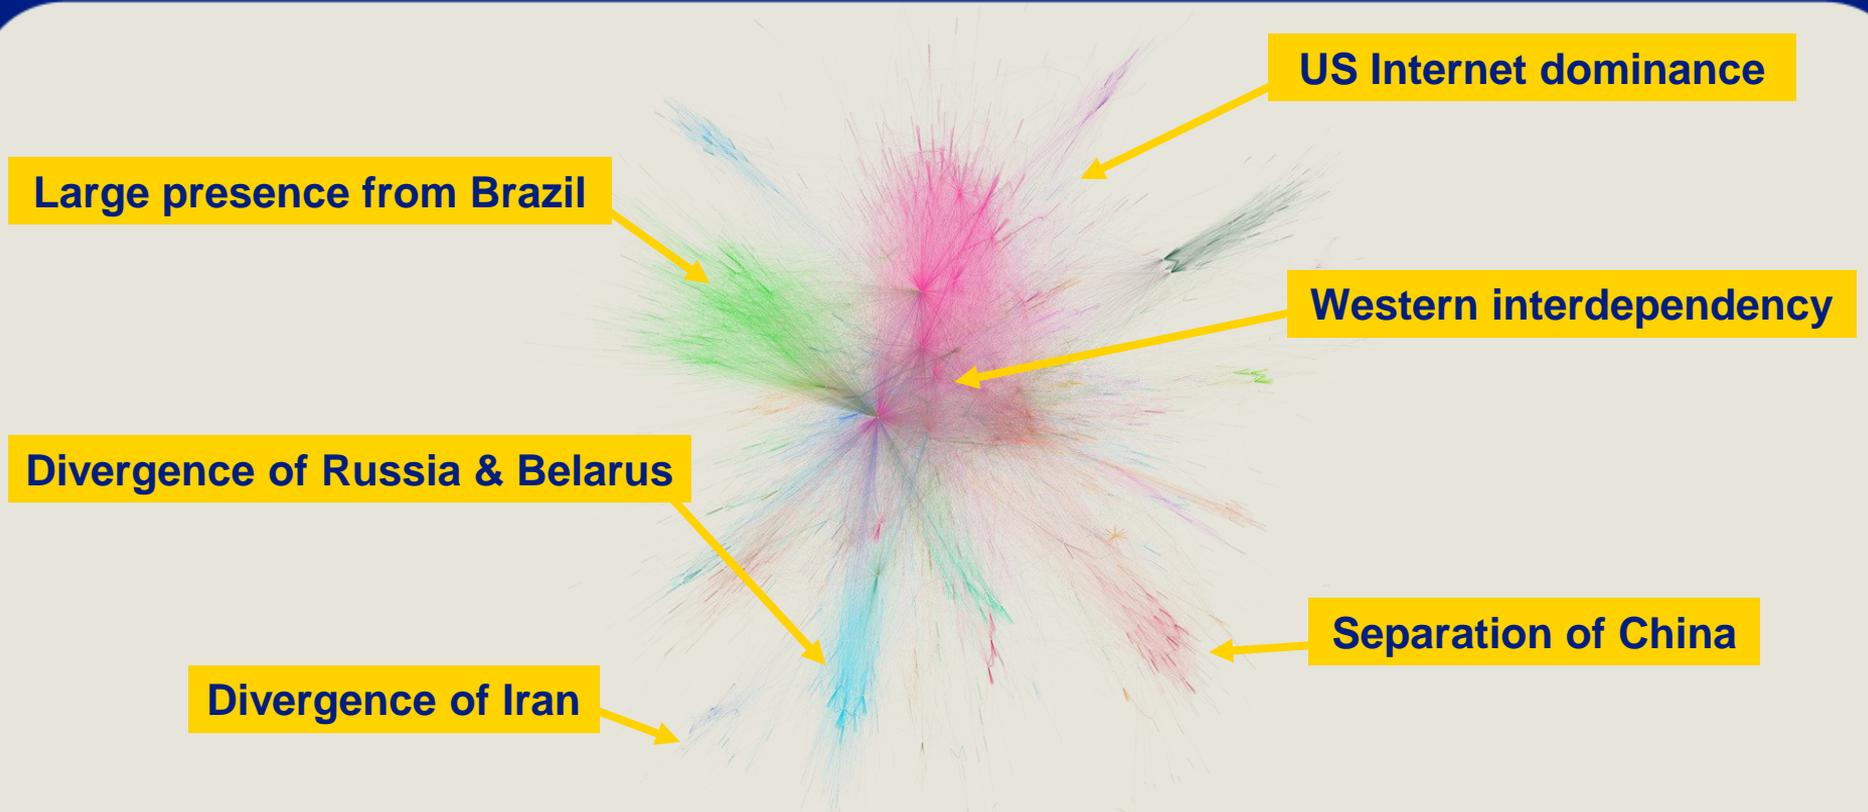 US Internet dominance
Large presence from Brazil
Western interdependency
Divergence of Russia & Belarus
Separation of China
Divergence of Iran